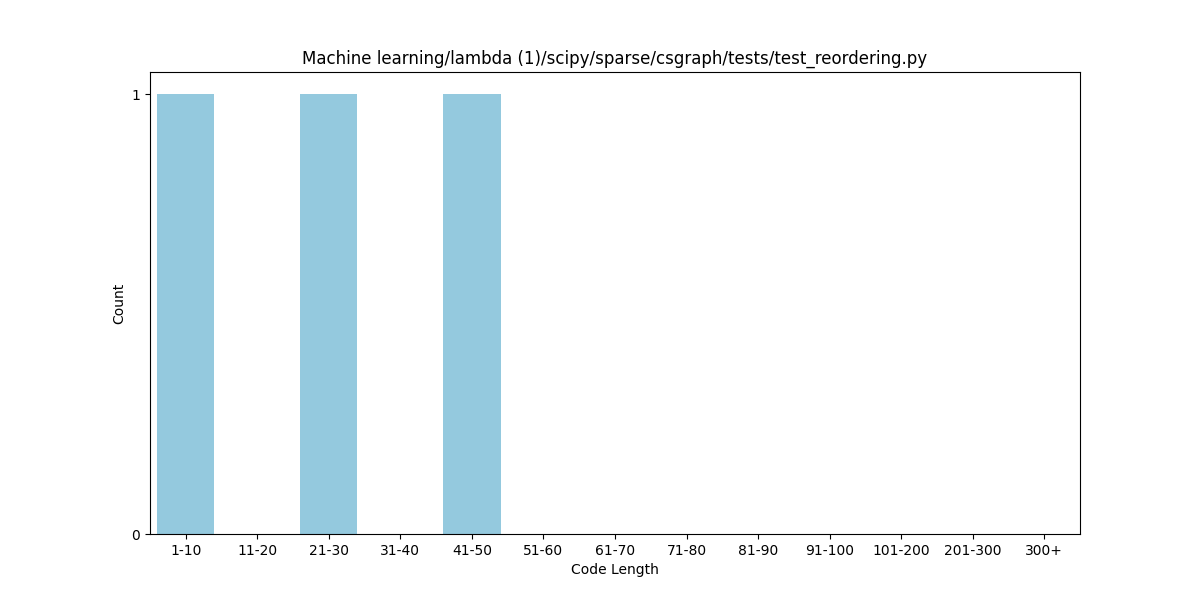 Machine learning/lambda (1)/scipy/sparse/csgraph/tests/test_reordering.py
1
Count
0
1-10 11-20 21-30 31-40 41-50 51-60 61-70 71-80 81-90 91-100 101-200 201-300 300+
Code Length